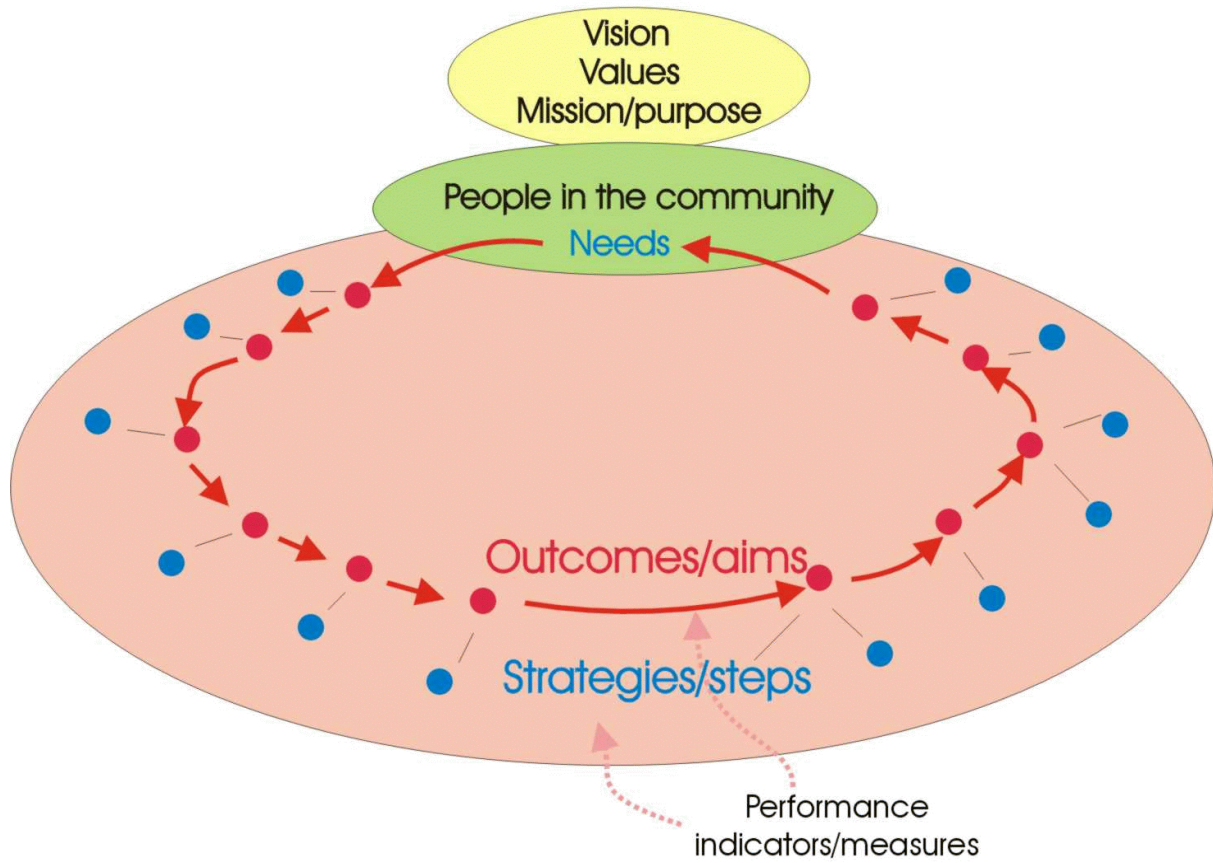 Vision
Values
Mission/purpose
People in the community
Needs
Outcomes/aims
Strategies/steps
Performance
indicators/measures